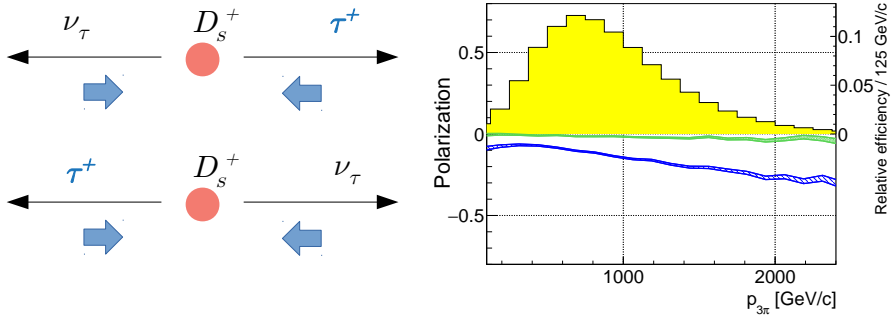 ν_τ D_s⁺ τ⁺
τ⁺ D_s⁺ ν_τ
Polarization
0.5
0
−0.5
1000
2000
p_3π [GeV/c]
0.1
0.05
0
Relative efficiency / 125 GeV/c